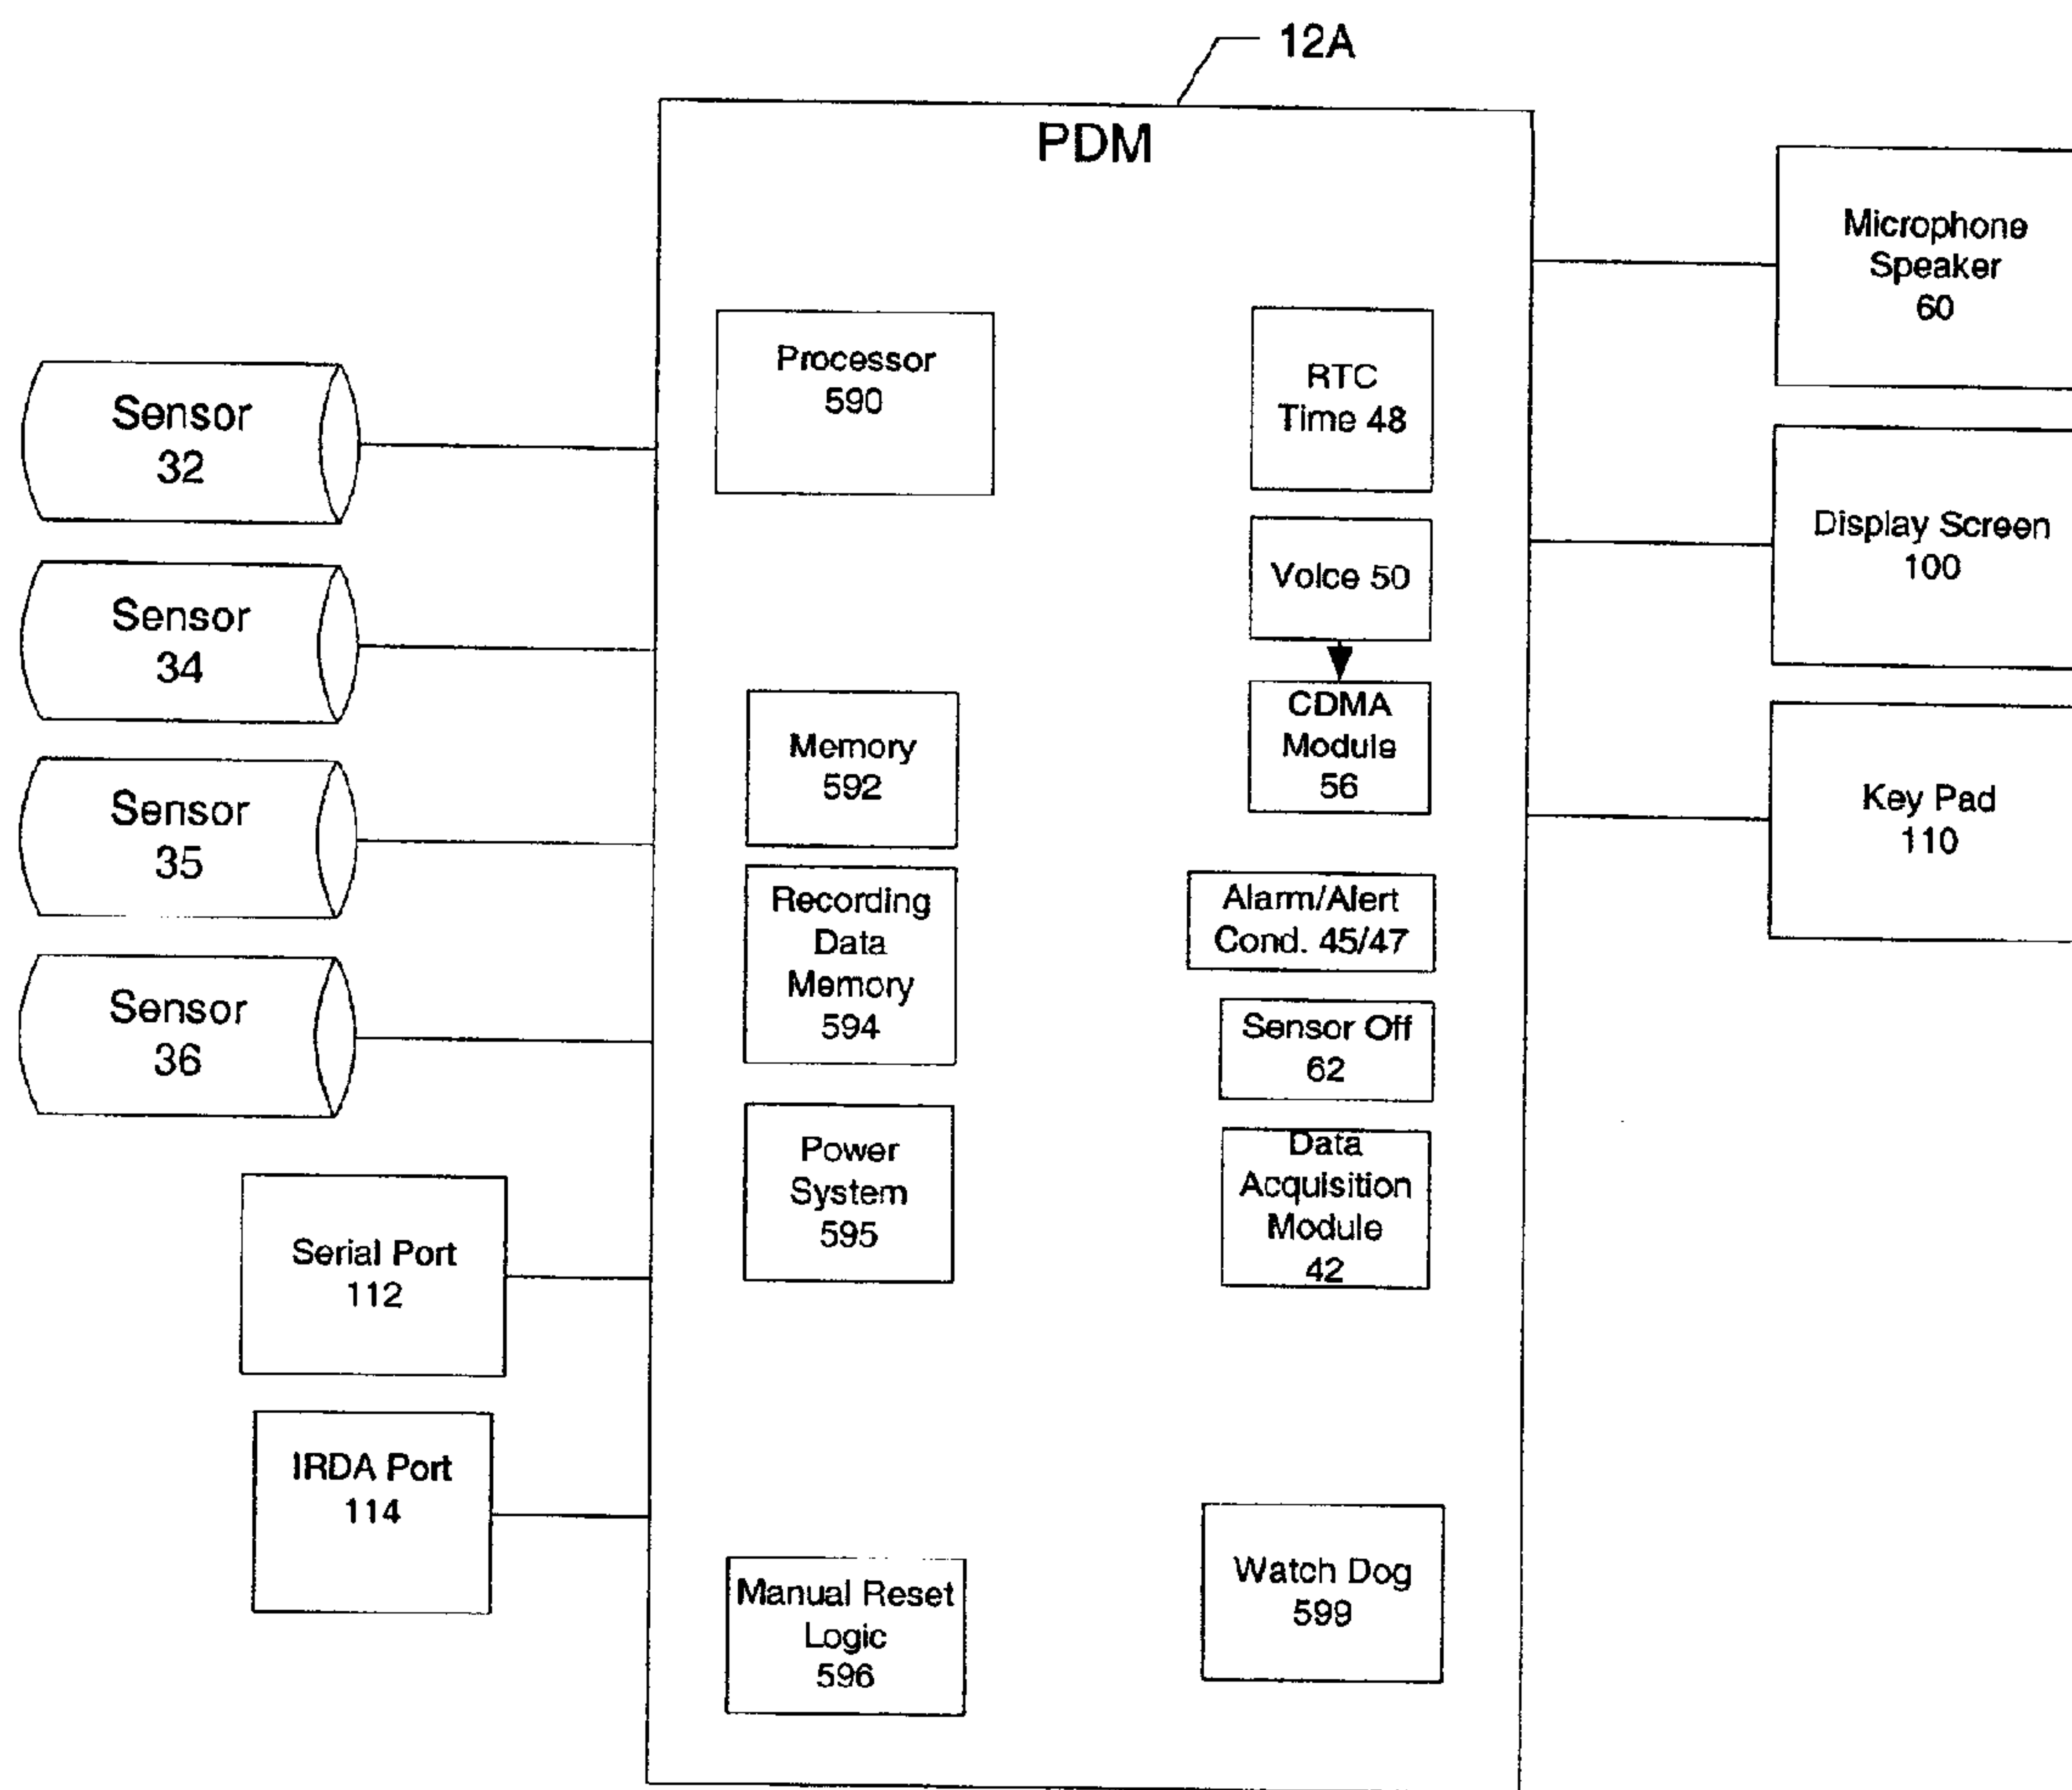 12A
PDM
Microphone
Speaker
60
Processor
590
RTC
Time 48
Sensor
32
Display Screen
100
Voice 50
Sensor
34
CDMA
Module
56
Memory
592
Key Pad
110
Sensor
35
Recording
Data
Memory
594
Alarm/Alert
Cond. 45/47
Sensor
36
Sensor Off
62
Power
System
595
Data
Acquisition
Module
42
Serial Port
112
IRDA Port
114
Manual Reset
Logic
596
Watch Dog
599